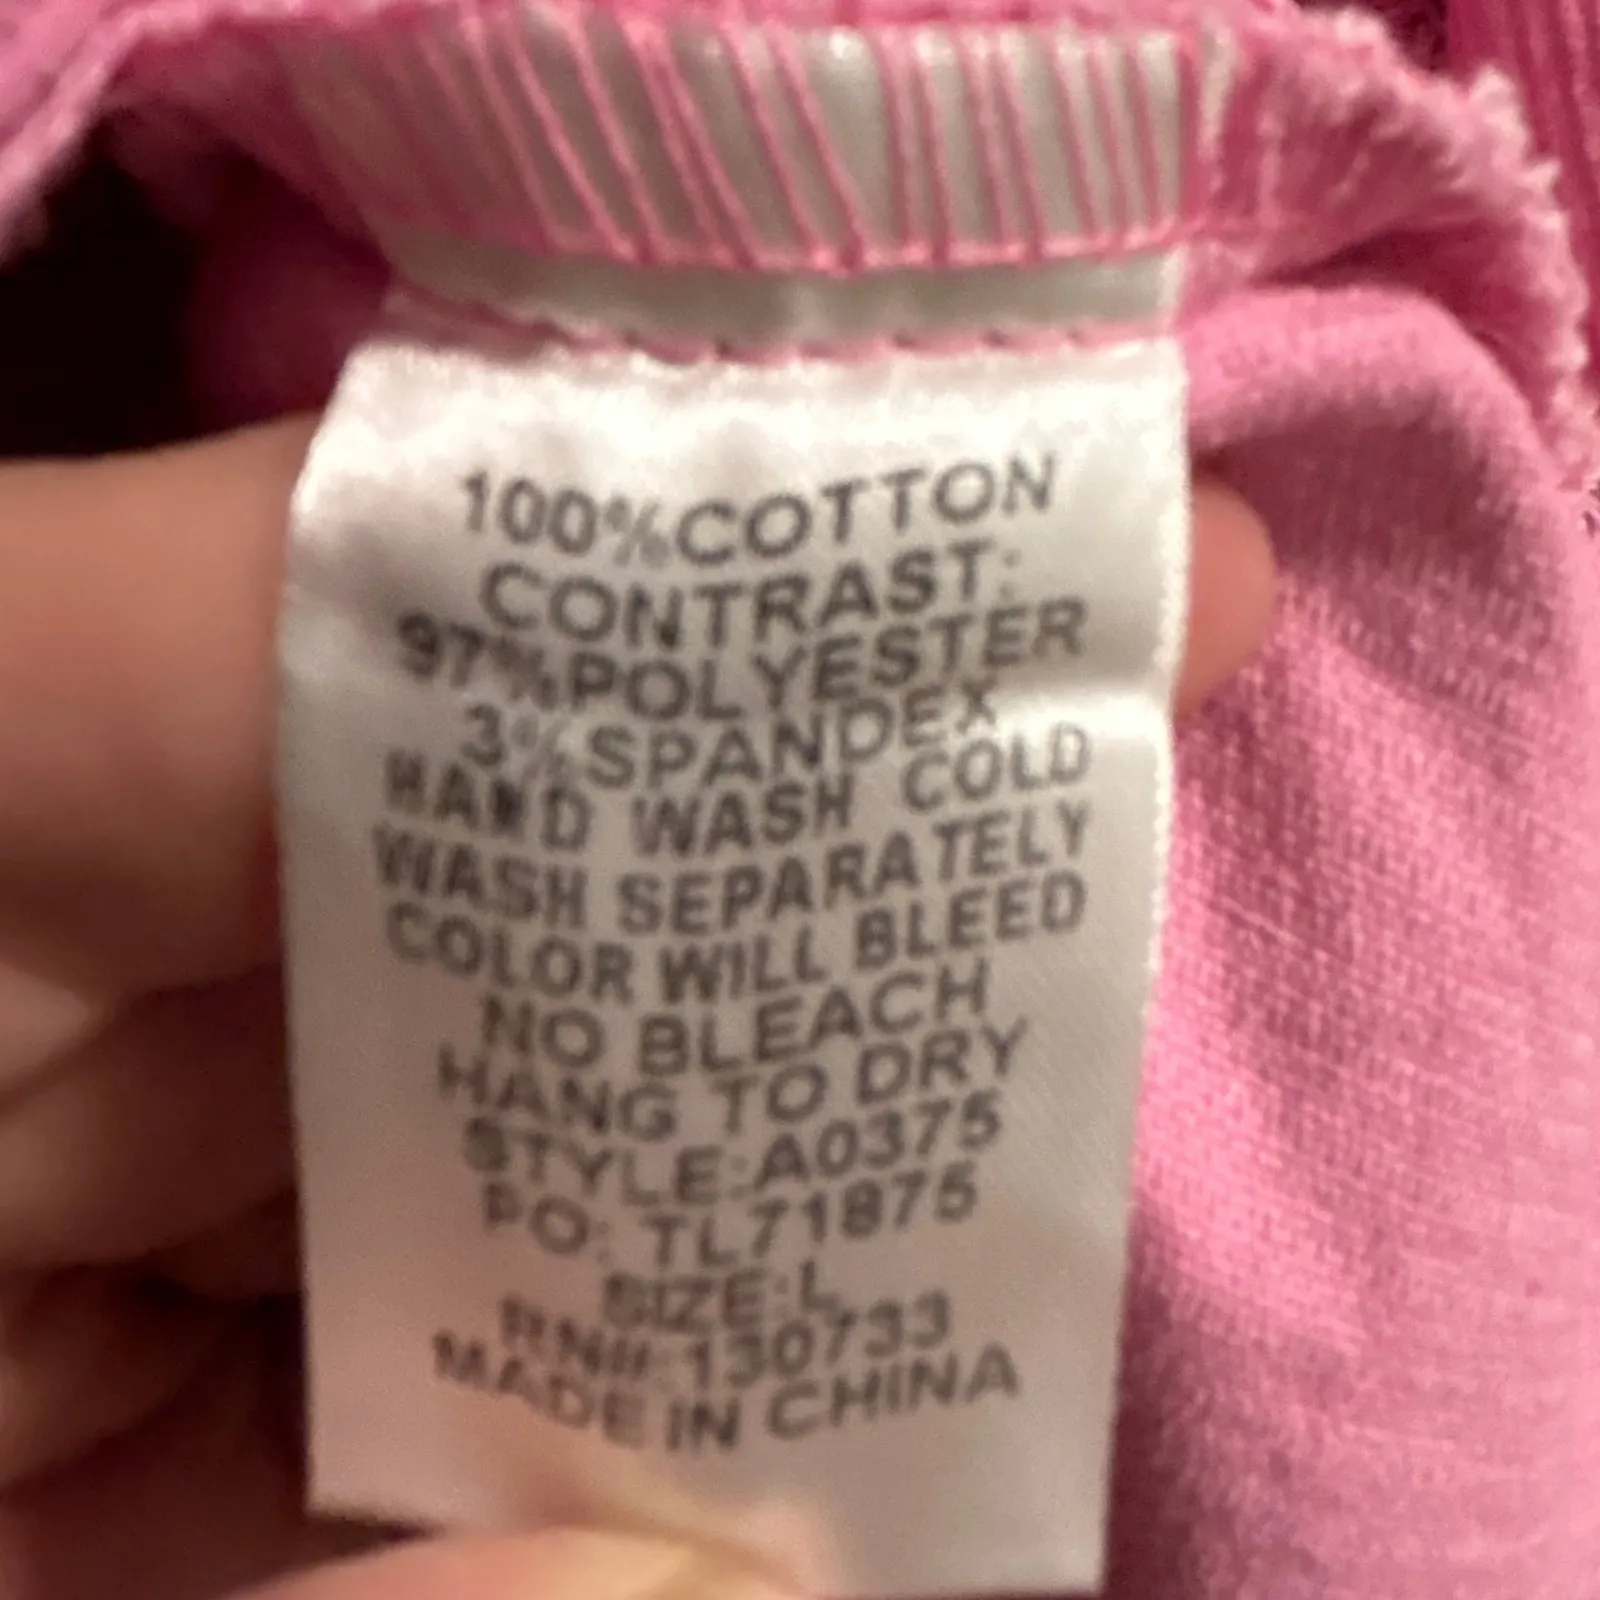 100%COTTON
CONTRAST:
97%POLYESTER
3%SPANDEX
HAND WASH COLD
WASH SEPARATELY
COLOR WILL BLEED
NO BLEACH
HANG TO DRY
STYLE:A0375
PO: TL71875
SIZE:L
RN#:130733
MADE IN CHINA